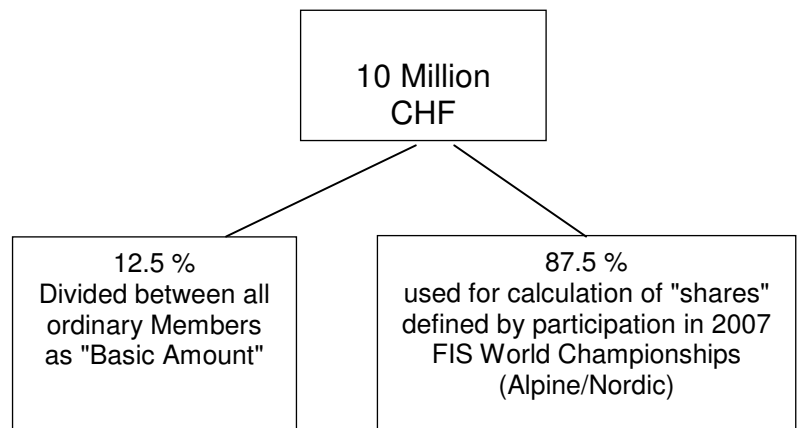 10 Million
CHF
12.5 %
Divided between all
ordinary Members
as "Basic Amount"
87.5 %
used for calculation of "shares"
defined by participation in 2007
FIS World Championships
(Alpine/Nordic)